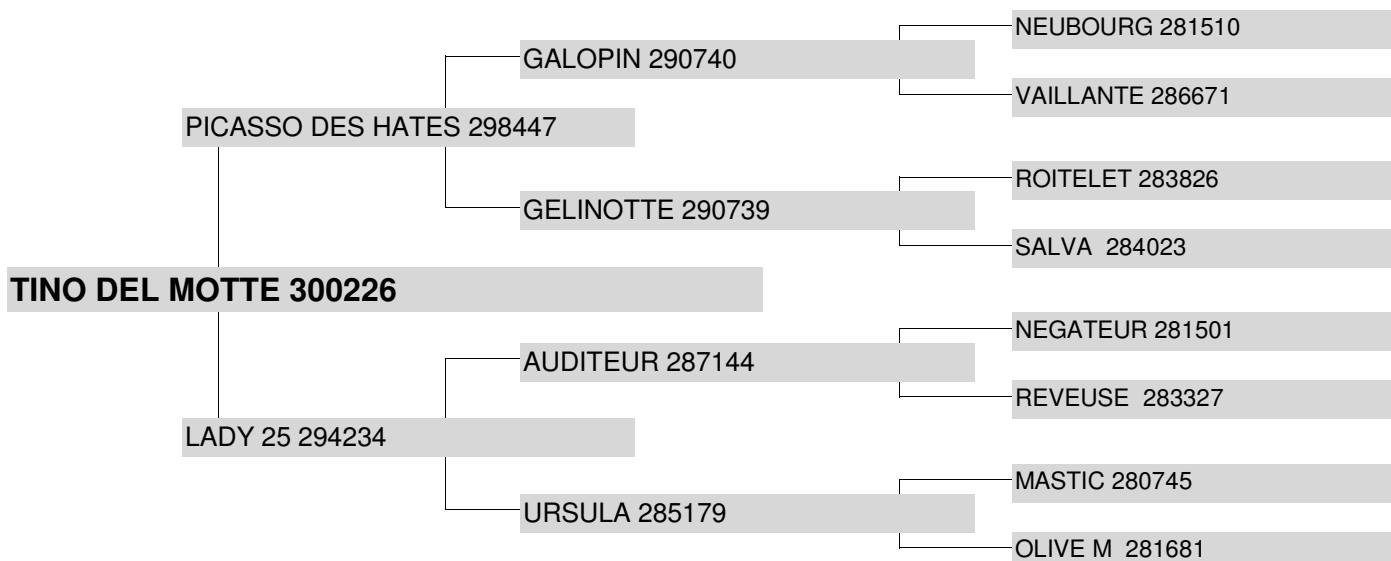 NEUBOURG 281510
GALOPIN 290740
VAILLANTE 286671
PICASSO DES HATES 298447
ROITELET 283826
GELINOTTE 290739
SALVA 284023
TINO DEL MOTTE 300226
NEGATEUR 281501
AUDITEUR 287144
REVEUSE 283327
LADY 25 294234
MASTIC 280745
URSULA 285179
OLIVE M 281681